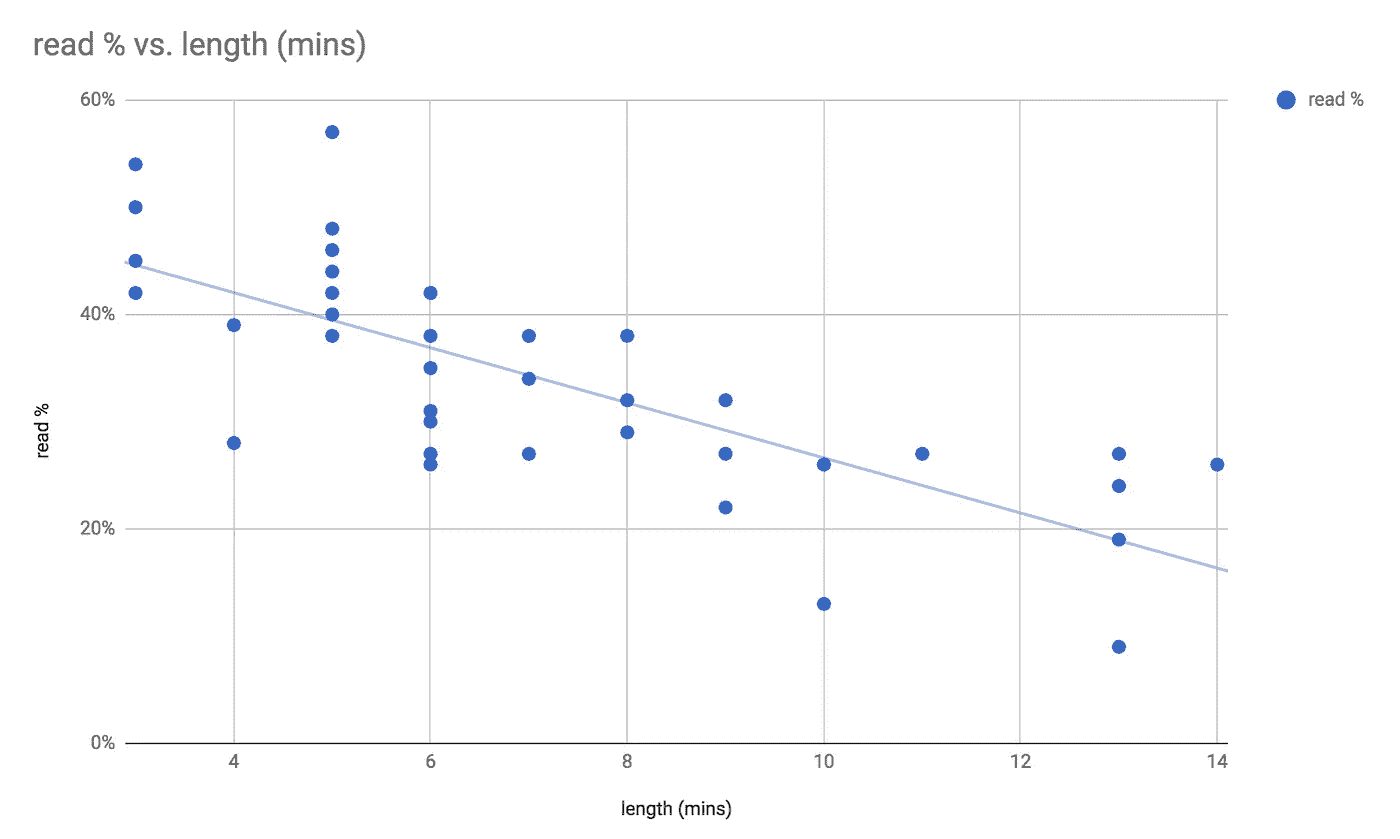 read % vs. length (mins)
60%
read %
40%
read %
20%
0%
4 6 8 10 12 14
length (mins)